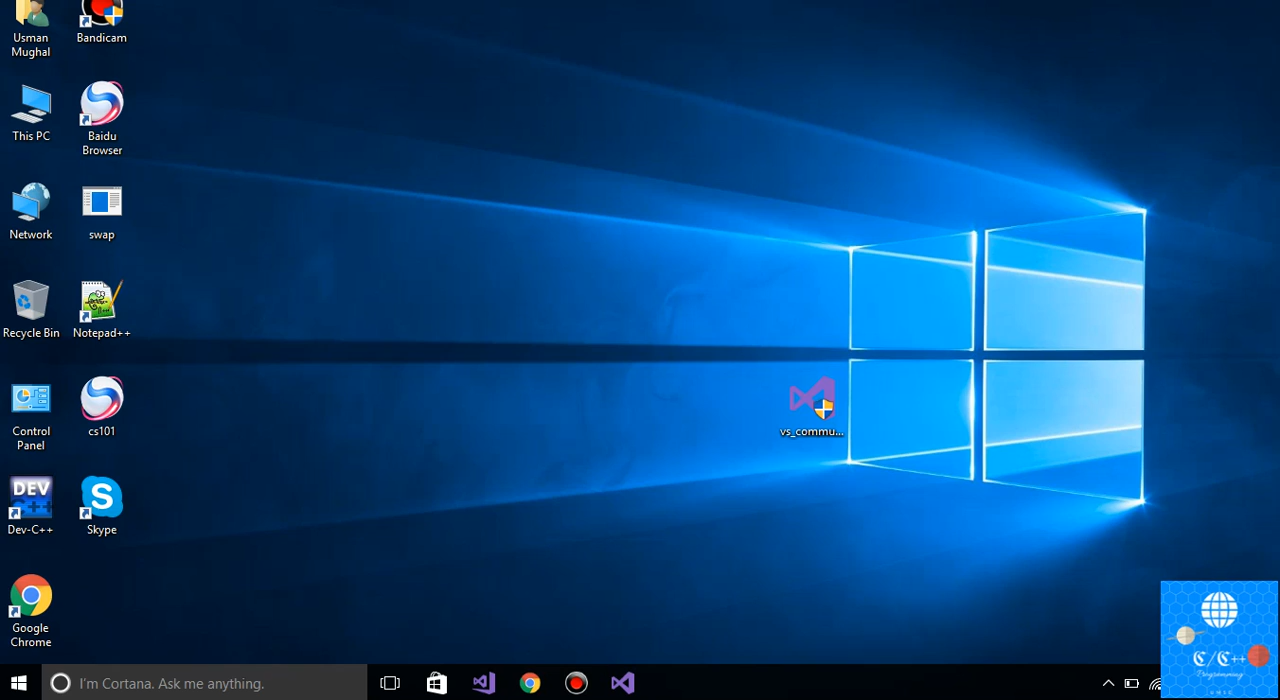 Usman
Mughal
Bandicam
This PC
Baidu
Browser
Network
swap
Recycle Bin
Notepad++
Control
Panel
cs101
vs_commu...
DEV
C++
Dev-C++
S
Skype
Google
Chrome
C/C++
Programming
I'm Cortana. Ask me anything.